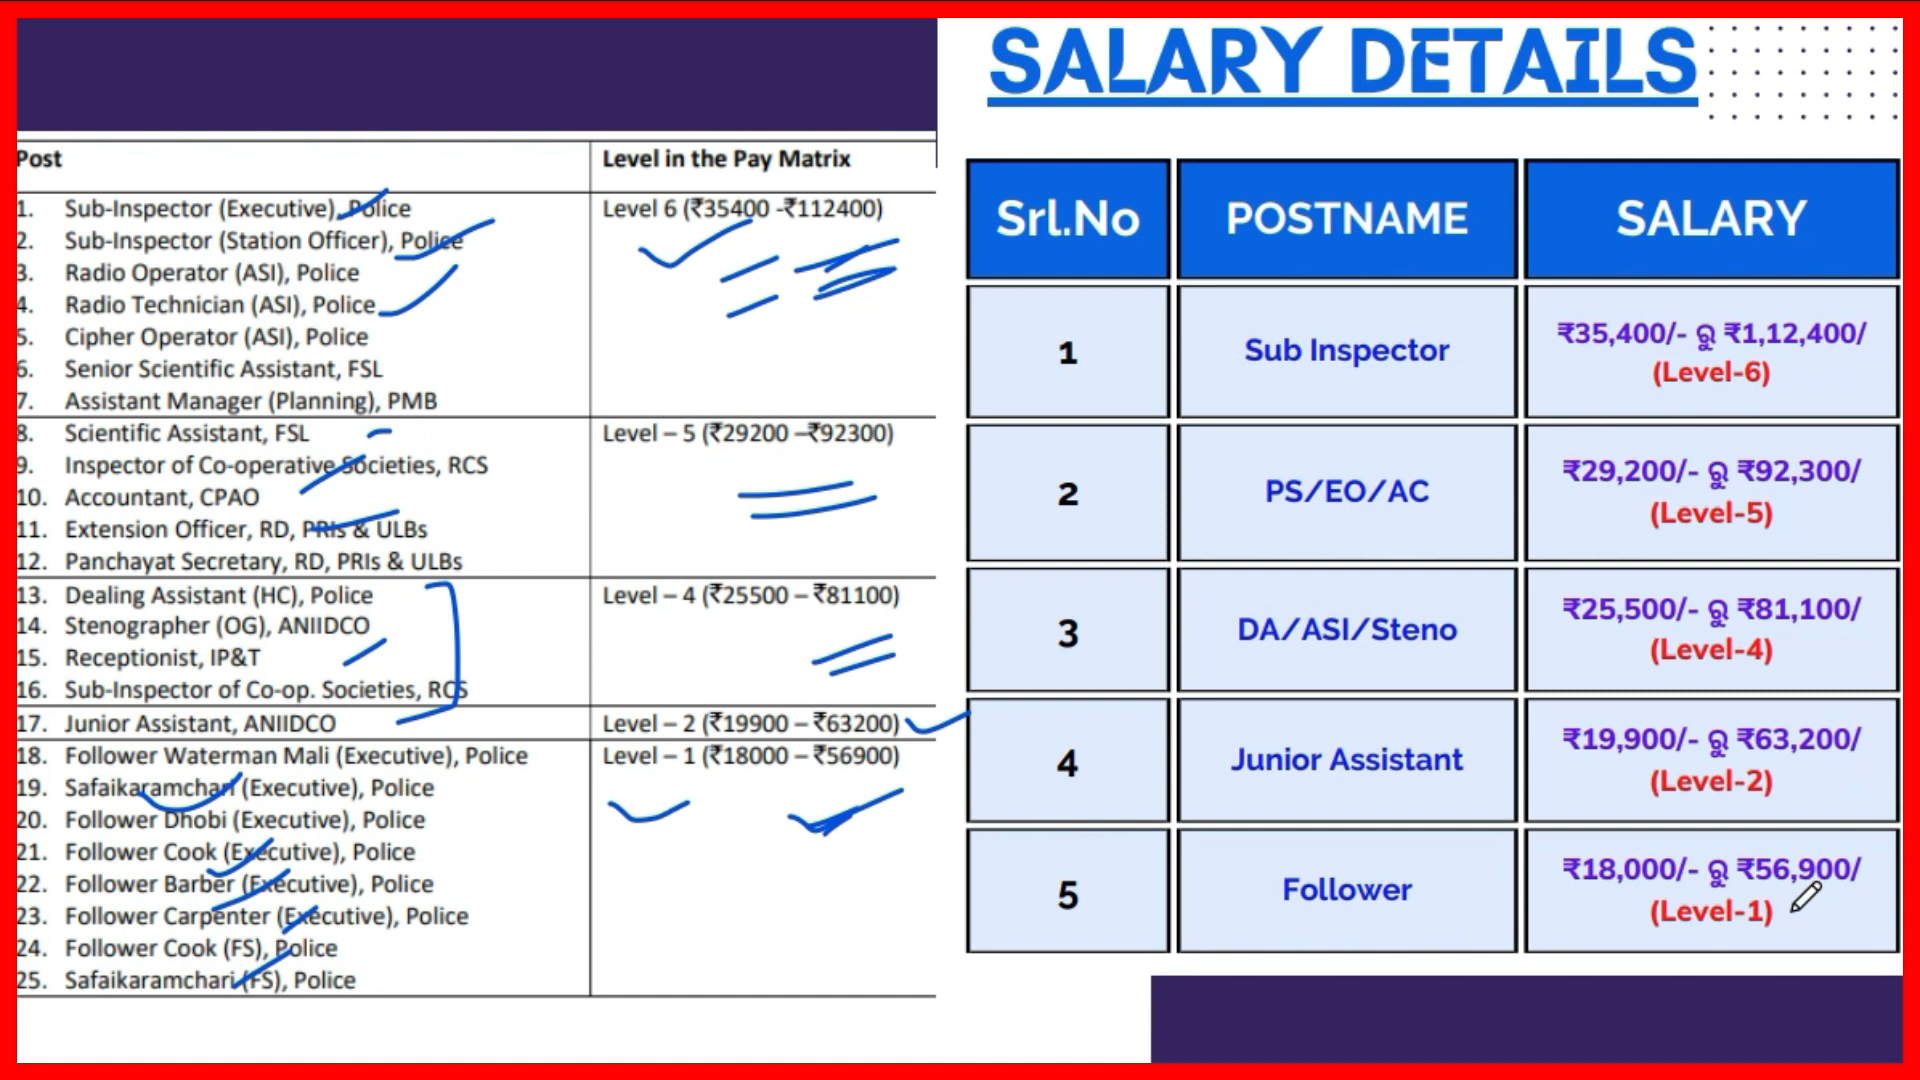 SALARY DETAILS
Post Level in the Pay Matrix
1. Sub-Inspector (Executive), Police Level 6 (₹35400 -₹112400)
2. Sub-Inspector (Station Officer), Police
3. Radio Operator (ASI), Police
4. Radio Technician (ASI), Police
5. Cipher Operator (ASI), Police
6. Senior Scientific Assistant, FSL
7. Assistant Manager (Planning), PMB
8. Scientific Assistant, FSL Level – 5 (₹29200 –₹92300)
9. Inspector of Co-operative Societies, RCS
10. Accountant, CPAO
11. Extension Officer, RD, PRIs & ULBs
12. Panchayat Secretary, RD, PRIs & ULBs
13. Dealing Assistant (HC), Police Level – 4 (₹25500 – ₹81100)
14. Stenographer (OG), ANIIDCO
15. Receptionist, IP&T
16. Sub-Inspector of Co-op. Societies, RCS
17. Junior Assistant, ANIIDCO Level – 2 (₹19900 – ₹63200)
18. Follower Waterman Mali (Executive), Police Level – 1 (₹18000 – ₹56900)
19. Safaikaramchari (Executive), Police
20. Follower Dhobi (Executive), Police
21. Follower Cook (Executive), Police
22. Follower Barber (Executive), Police
23. Follower Carpenter (Executive), Police
24. Follower Cook (FS), Police
25. Safaikaramchari (FS), Police
Srl.No POSTNAME SALARY
1 Sub Inspector ₹35,400/- ରୁ ₹1,12,400/
(Level-6)
2 PS/EO/AC ₹29,200/- ରୁ ₹92,300/
(Level-5)
3 DA/ASI/Steno ₹25,500/- ରୁ ₹81,100/
(Level-4)
4 Junior Assistant ₹19,900/- ରୁ ₹63,200/
(Level-2)
5 Follower ₹18,000/- ରୁ ₹56,900/
(Level-1)